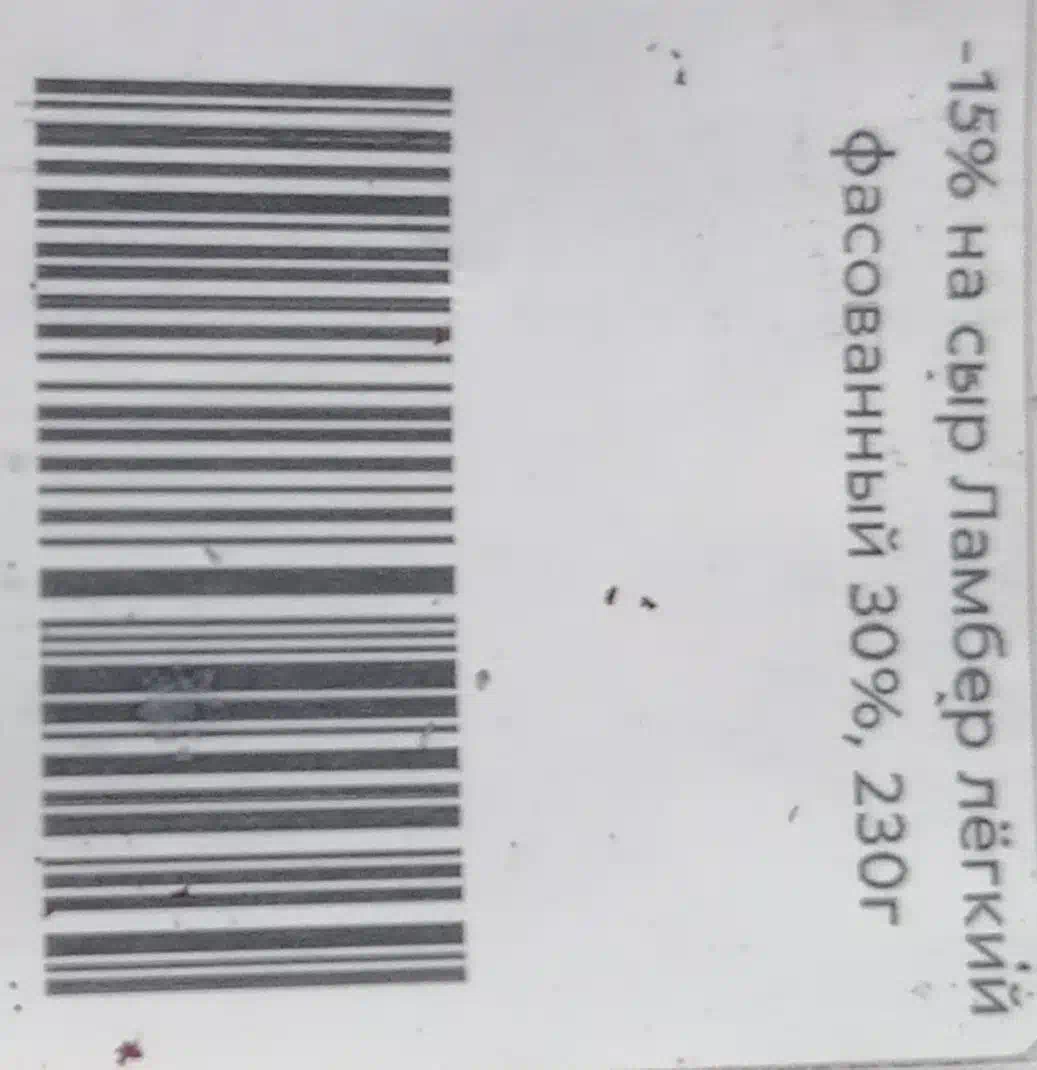 -15% на сыр Ламбер лёгкий
фасованный 30%, 230г